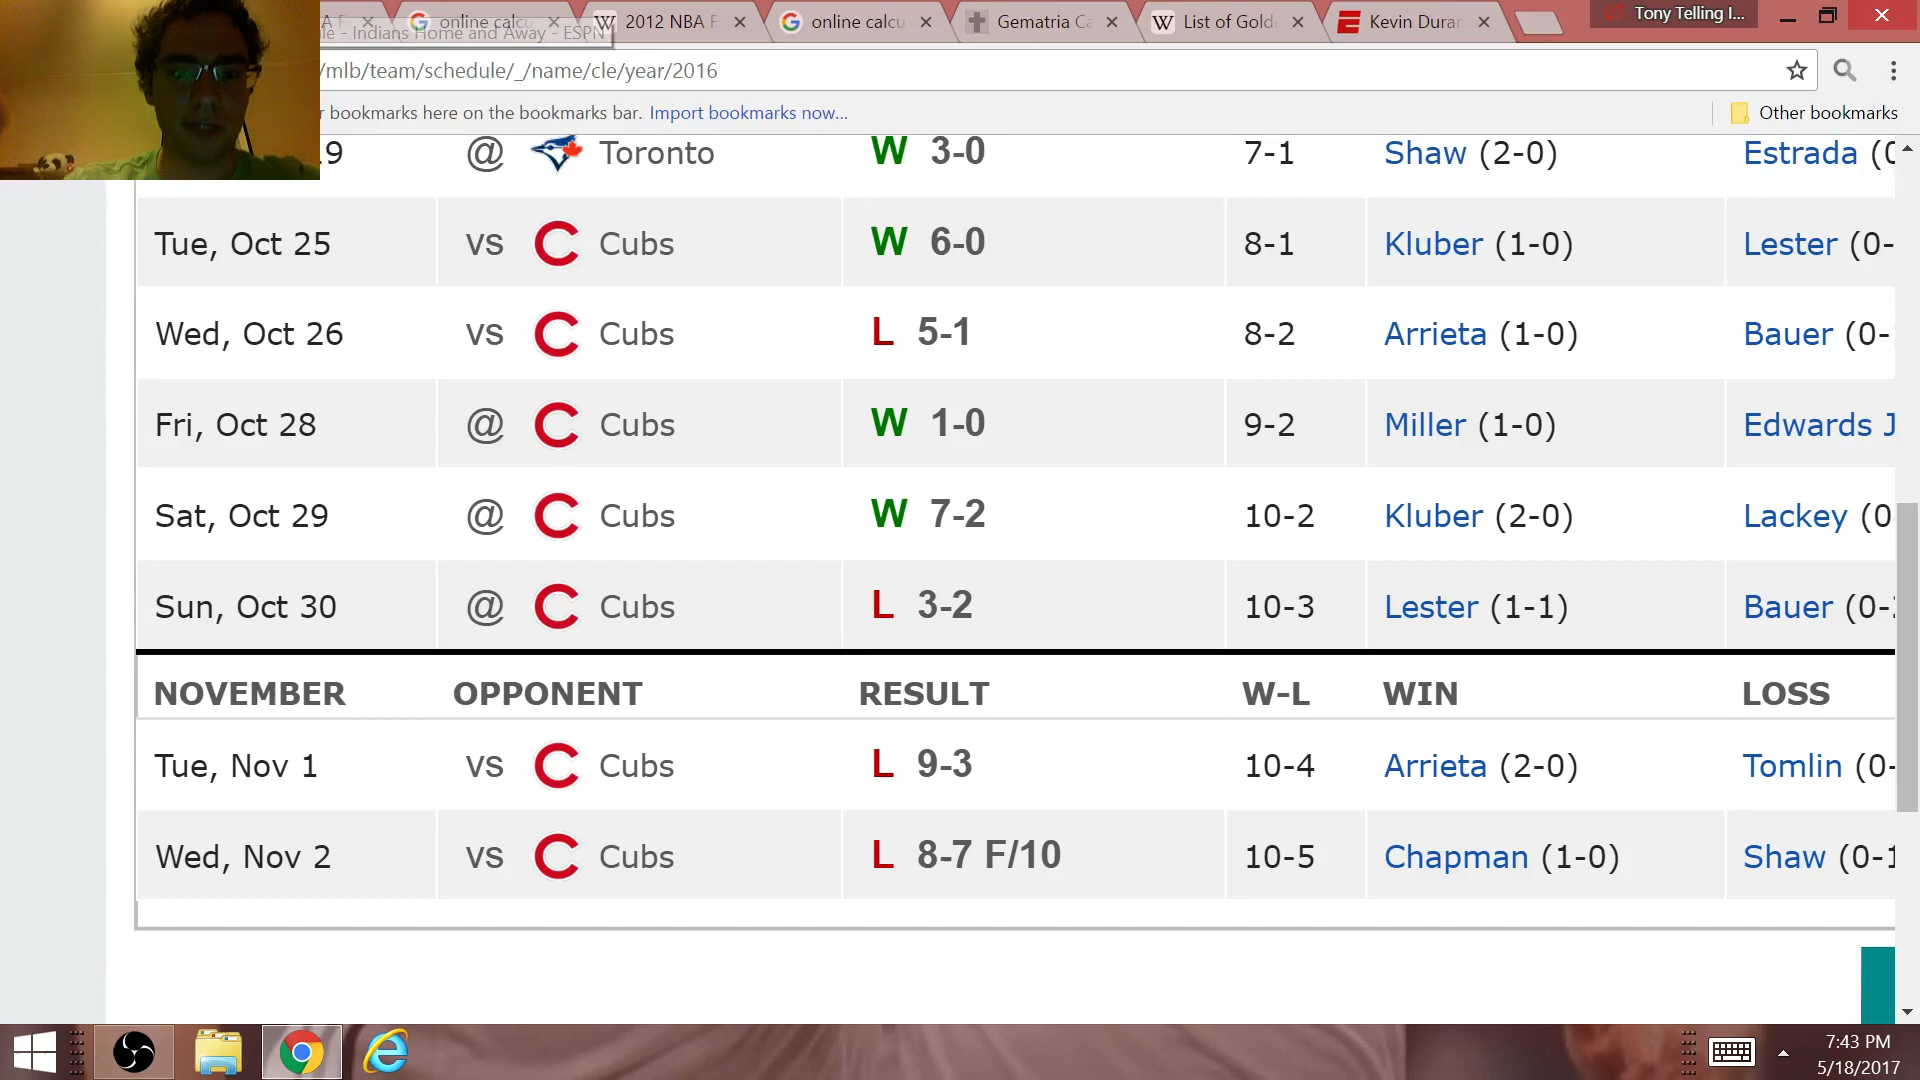 online calcu
2012 NBA F
online calcu
Gematria Ca
List of Golde
Kevin Duran
Tony Telling I...
- Indians Home and Away - ESPN
/mlb/team/schedule/_/name/cle/year/2016
bookmarks here on the bookmarks bar. Import bookmarks now...
Other bookmarks
19 @ Toronto W 3-0 7-1 Shaw (2-0) Estrada (0
Tue, Oct 25 vs Cubs W 6-0 8-1 Kluber (1-0) Lester (0-
Wed, Oct 26 vs Cubs L 5-1 8-2 Arrieta (1-0) Bauer (0-
Fri, Oct 28 @ Cubs W 1-0 9-2 Miller (1-0) Edwards J
Sat, Oct 29 @ Cubs W 7-2 10-2 Kluber (2-0) Lackey (0
Sun, Oct 30 @ Cubs L 3-2 10-3 Lester (1-1) Bauer (0-2
NOVEMBER OPPONENT RESULT W-L WIN LOSS
Tue, Nov 1 vs Cubs L 9-3 10-4 Arrieta (2-0) Tomlin (0-
Wed, Nov 2 vs Cubs L 8-7 F/10 10-5 Chapman (1-0) Shaw (0-1
7:43 PM
5/18/2017